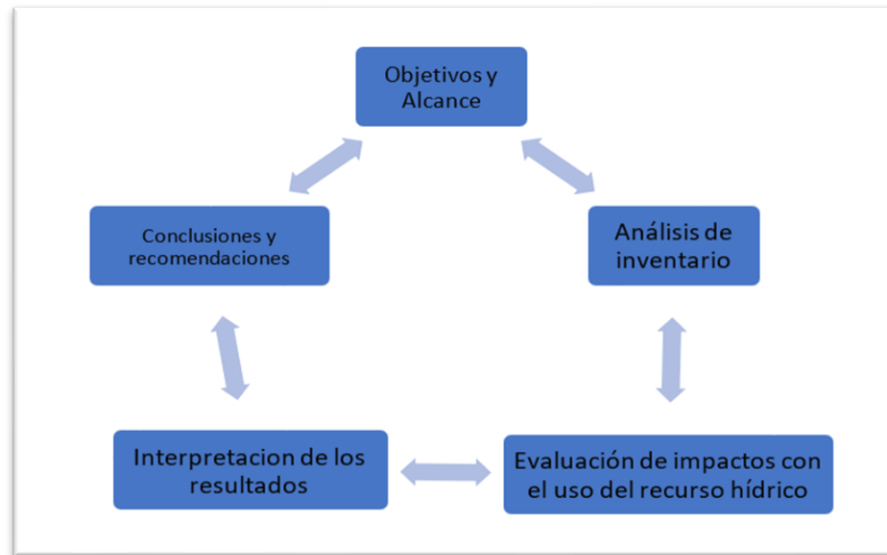 Objetivos y
Alcance
Conclusiones y
recomendaciones
Análisis de
inventario
Interpretacion de los
resultados
Evaluación de impactos con
el uso del recurso hídrico